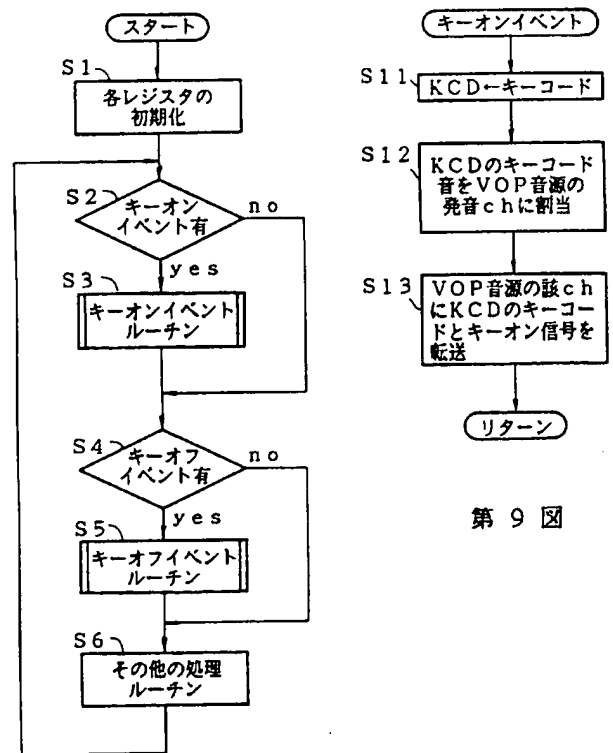 スタート
S1
各レジスタの
初期化
S2
キーオン
イベント有
no
yes
S3
キーオンイベント
ルーチン
S4
キーオフ
イベント有
no
yes
S5
キーオフイベント
ルーチン
S6
その他の処理
ルーチン
キーオンイベント
S11
KCD←キーコード
S12
KCDのキーコード
音をVOP音源の
発音chに割当
S13
VOP音源の該ch
にKCDのキーコー
ドとキーオン信号を
転送
リターン
第 9 図